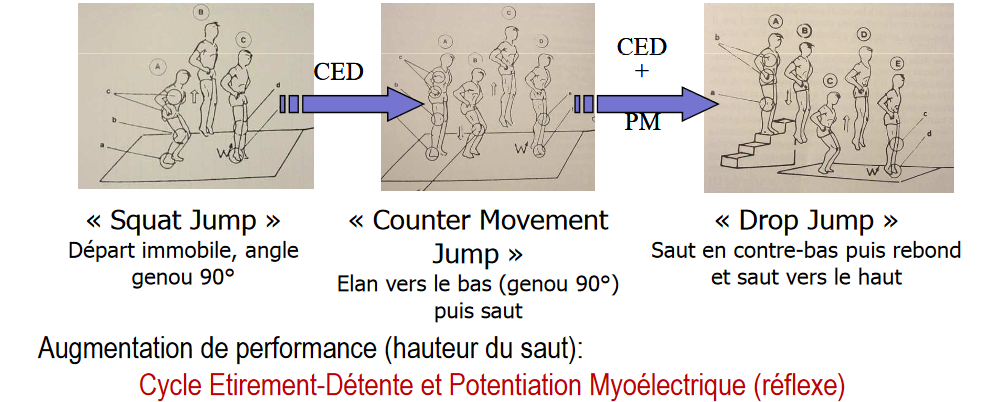 B
A
C
c
b
a
d
W
CED
A
B
C
D
W
CED
+
PM
A
B
C
D
E
b
a
c
d
W
« Squat Jump »
Départ immobile, angle
genou 90°
« Counter Movement
Jump »
Elan vers le bas (genou 90°)
puis saut
« Drop Jump »
Saut en contre-bas puis rebond
et saut vers le haut
Augmentation de performance (hauteur du saut):
Cycle Etirement-Détente et Potentiation Myoélectrique (réflexe)